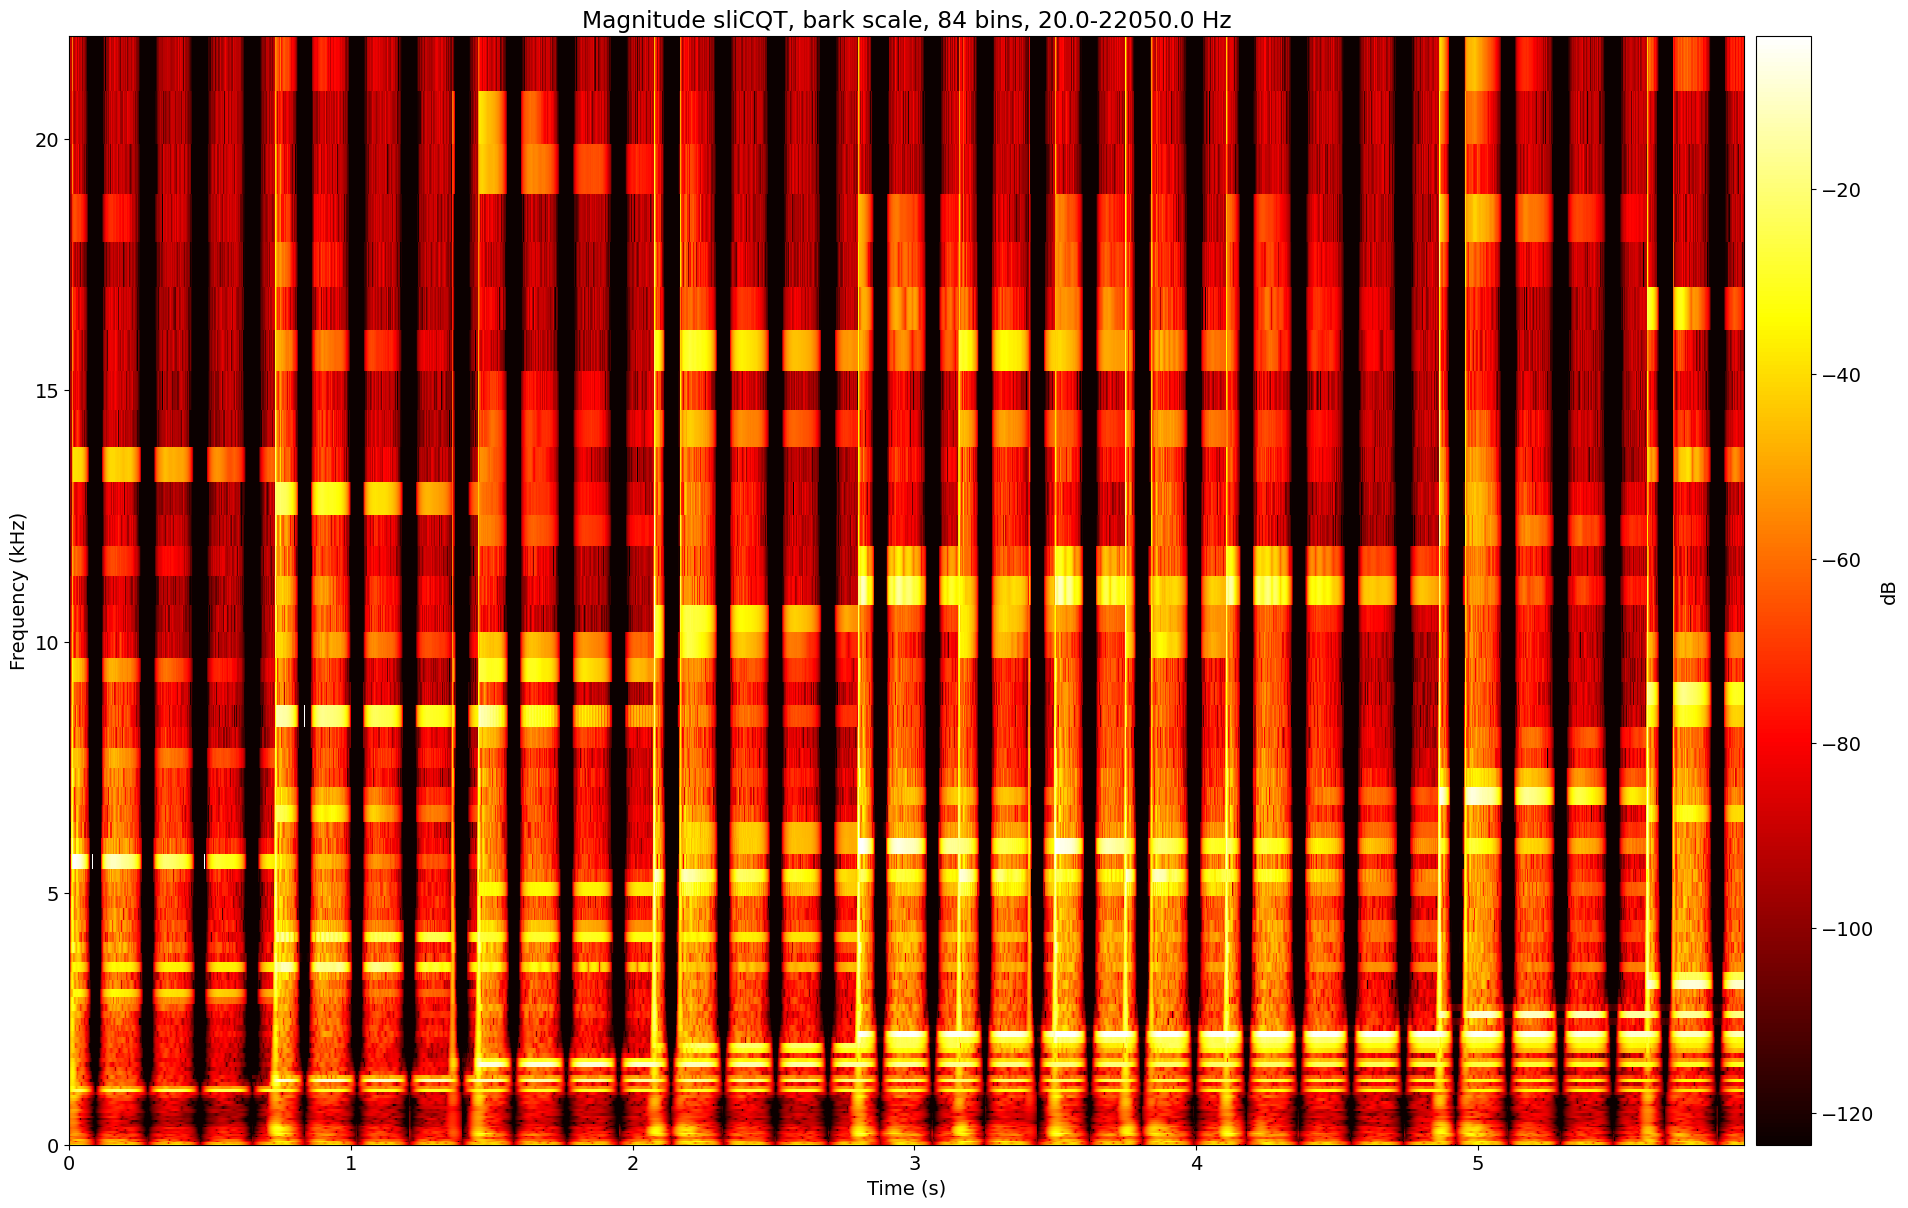 Magnitude sliCQT, bark scale, 84 bins, 20.0-22050.0 Hz
20
15
10
5
0
Frequency (kHz)
0 1 2 3 4 5
Time (s)
−20
−40
−60
−80
−100
−120
dB